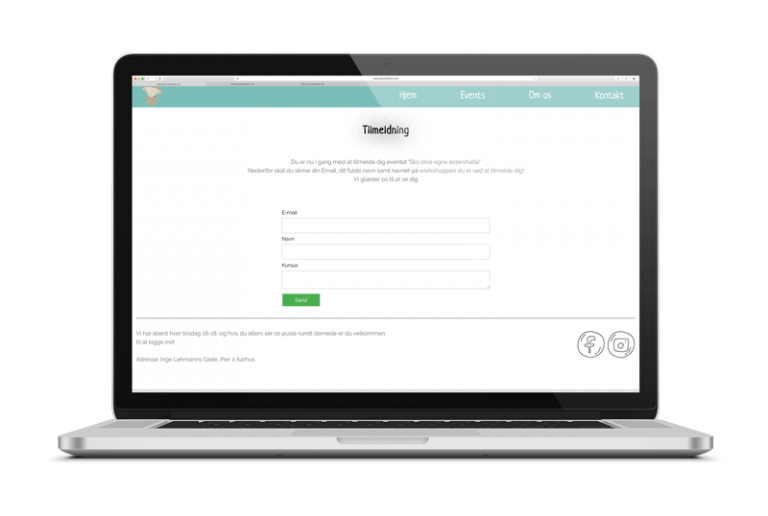 Hjem Events Om os Kontakt
Tilmeldning
Du er nu i gang med at tilmelde dig eventet "Gro dine egne østershatte"
Nedenfor skal du skrive din Email, dit fulde navn samt navnet på workshoppen du er ved at tilmelde dig!
Vi glæder os til at se dig
E-mail
Navn
Kursus
Send
Vi har åbent hver tirsdag 16-18, og hvis du ellers ser os pusle rundt dernede er du velkommen
til at kigge ind!
Adresse: Inge Lehmanns Gade, Pier 2 Aarhus